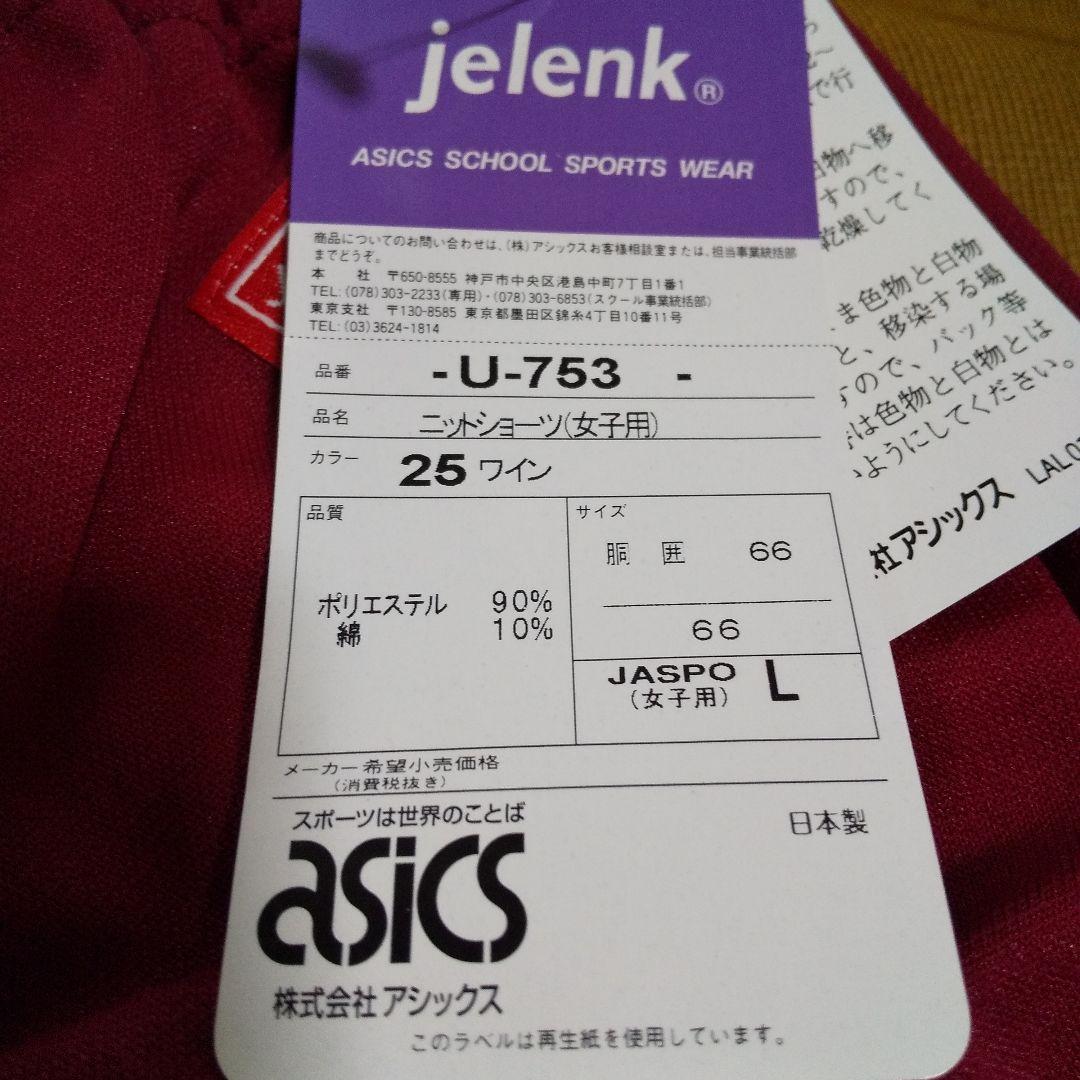 jelenk®
ASICS SCHOOL SPORTS WEAR
商品についてのお問い合わせは、(株)アシックスお客様相談室または、担当事業統括部
までどうぞ。
本　社　〒650-8555 神戸市中央区港島中町7丁目1番1
TEL:(078)303-2233(専用)・(078)303-6853(スクール事業統括部)
東京支社　〒130-8585 東京都墨田区錦糸4丁目10番11号
TEL:(03)3624-1814
品番　-U-753　-
品名　ニットショーツ(女子用)
カラー　25 ワイン
品質
ポリエステル　90%
綿　10%
サイズ
胴　囲　66
66
JASPO
(女子用)　L
メーカー希望小売価格
(消費税抜き)
スポーツは世界のことば
asics
日本製
株式会社 アシックス
このラベルは再生紙を使用しています。
で行
白物へ移
すので、
乾燥してく
ま色物と白物
と、移染する場
ので、バック等
は色物と白物とは
ようにしてください。
社アシックス LAL0